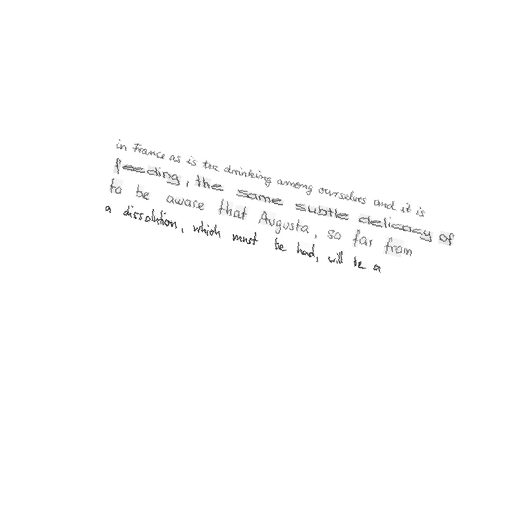 in France as is the drinking among ourselves and it is
feeding, the same subtle delicacy of
to be aware that Augusta, so far from
a dissolution, which must be had, will be a